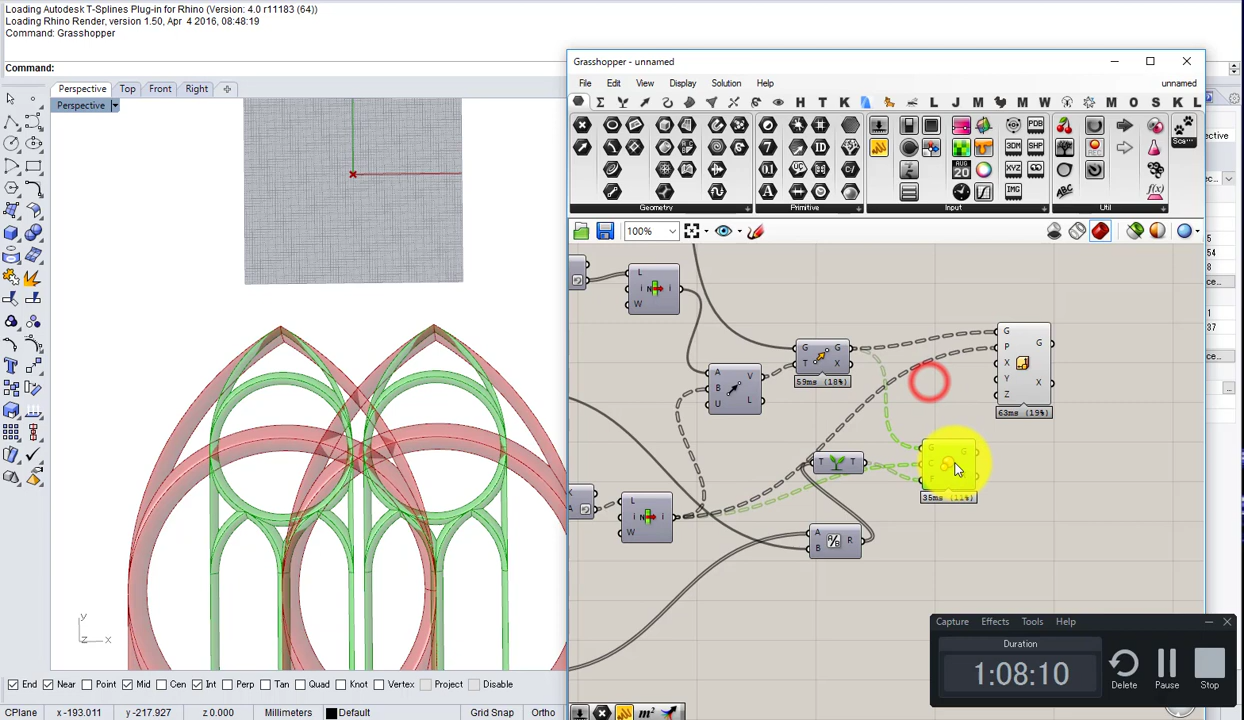 Loading Autodesk T-Splines Plug-in for Rhino (Version: 4.0 r11183 (64))
Loading Rhino Render, version 1.50, Apr 4 2016, 08:48:19
Command: Grasshopper
Command:
Perspective Top Front Right
Perspective
Grasshopper - unnamed
File Edit View Display Solution Help unnamed
Geometry Primitive Input Util
100%
L
i
W
G
T
G
X
59ms (18%)
A
B
U
V
L
G
P
X
Y
Z
G
X
63ms (19%)
T T
G
C
F
G
35ms (11%)
L
i
W
i
A
B
R
y
z x
Capture Effects Tools Help
Duration
1:08:10
Delete Pause Stop
End Near Point Mid Cen Int Perp Tan Quad Knot Vertex Project Disable
CPlane x -193.011 y -217.927 z 0.000 Millimeters Default Grid Snap Ortho